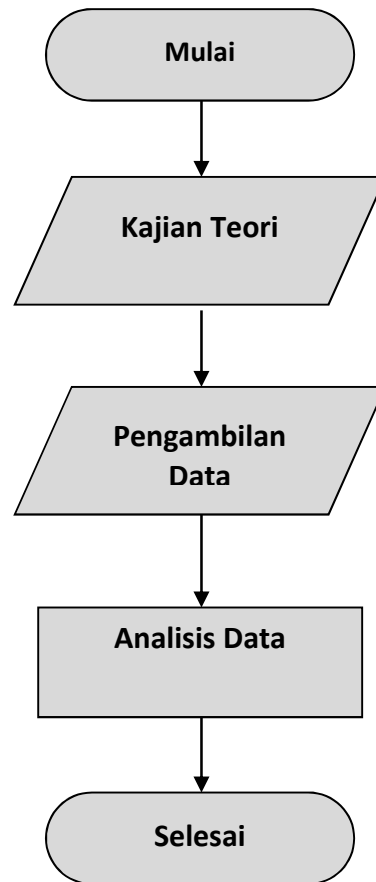 Mulai
Kajian Teori
Pengambilan
Data
Analisis Data
Selesai